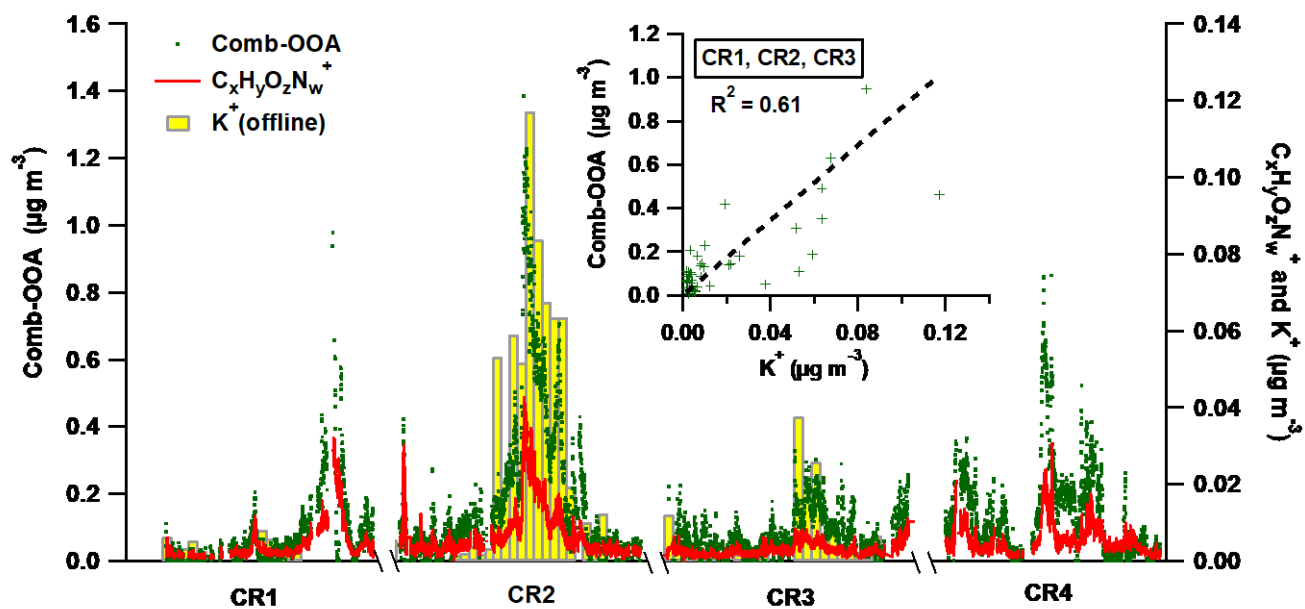 1.6
1.4
1.2
1.0
0.8
0.6
0.4
0.2
0.0
Comb-OOA (µg m⁻³)
Comb-OOA
CₓHᵧO_zN_w⁺
K⁺(offline)
1.2
1.0
0.8
0.6
0.4
0.2
0.0
Comb-OOA (µg m⁻³)
CR1, CR2, CR3
R² = 0.61
0.00 0.04 0.08 0.12
K⁺ (µg m⁻³)
0.14
0.12
0.10
0.08
0.06
0.04
0.02
0.00
CₓHᵧO_zN_w⁺ and K⁺ (µg m⁻³)
CR1 CR2 CR3 CR4